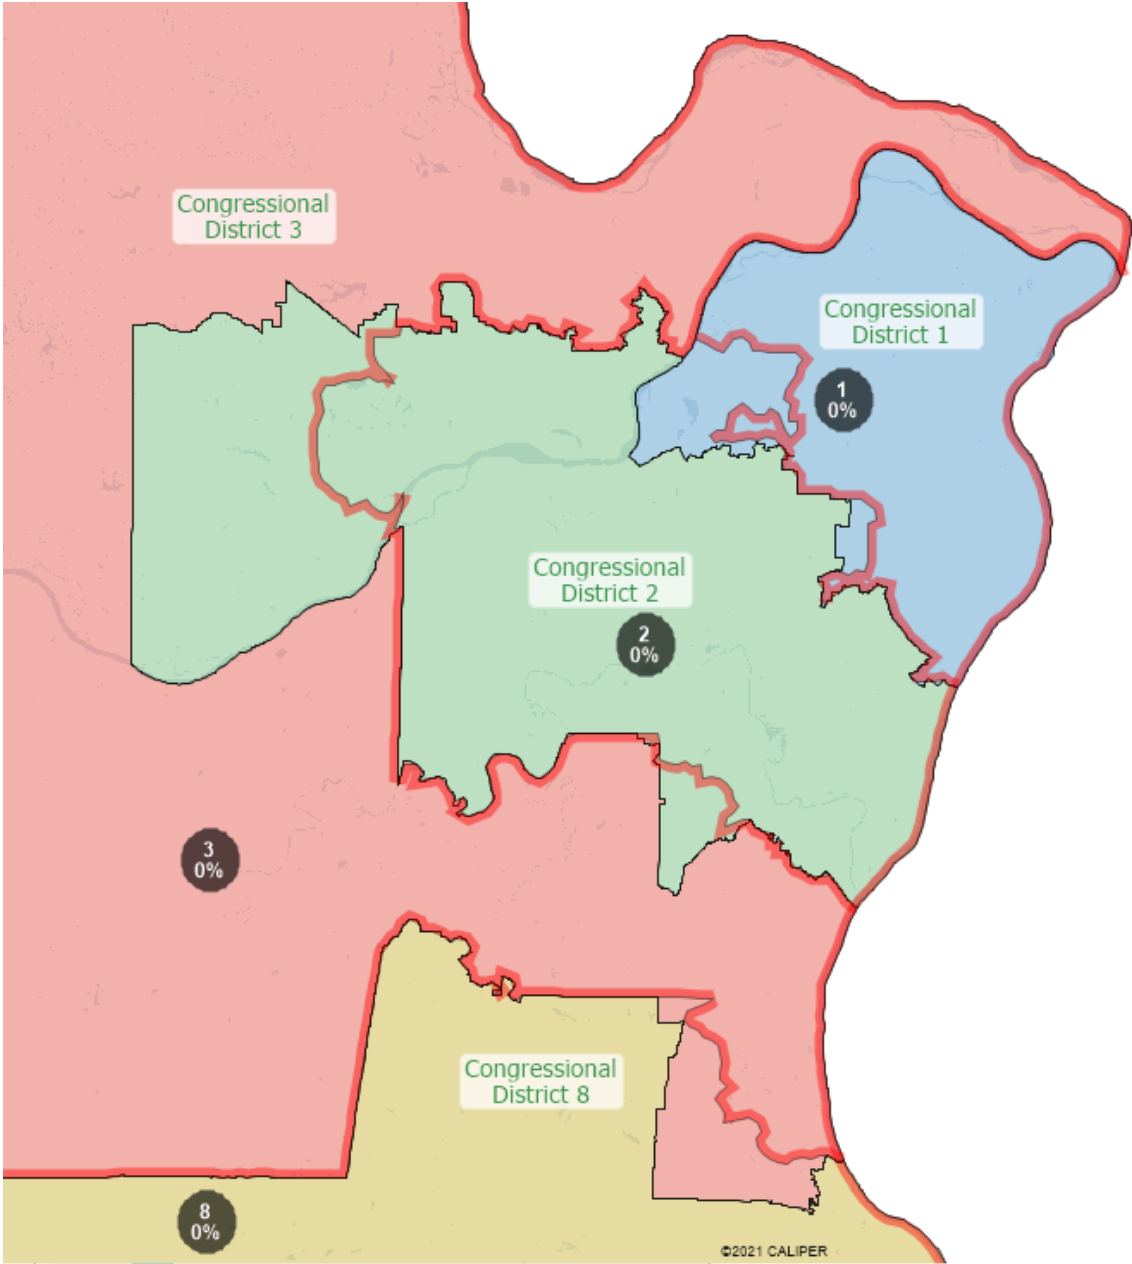 Congressional
District 3
Congressional
District 1
1
0%
Congressional
District 2
2
0%
3
0%
Congressional
District 8
8
0%
©2021 CALIPER